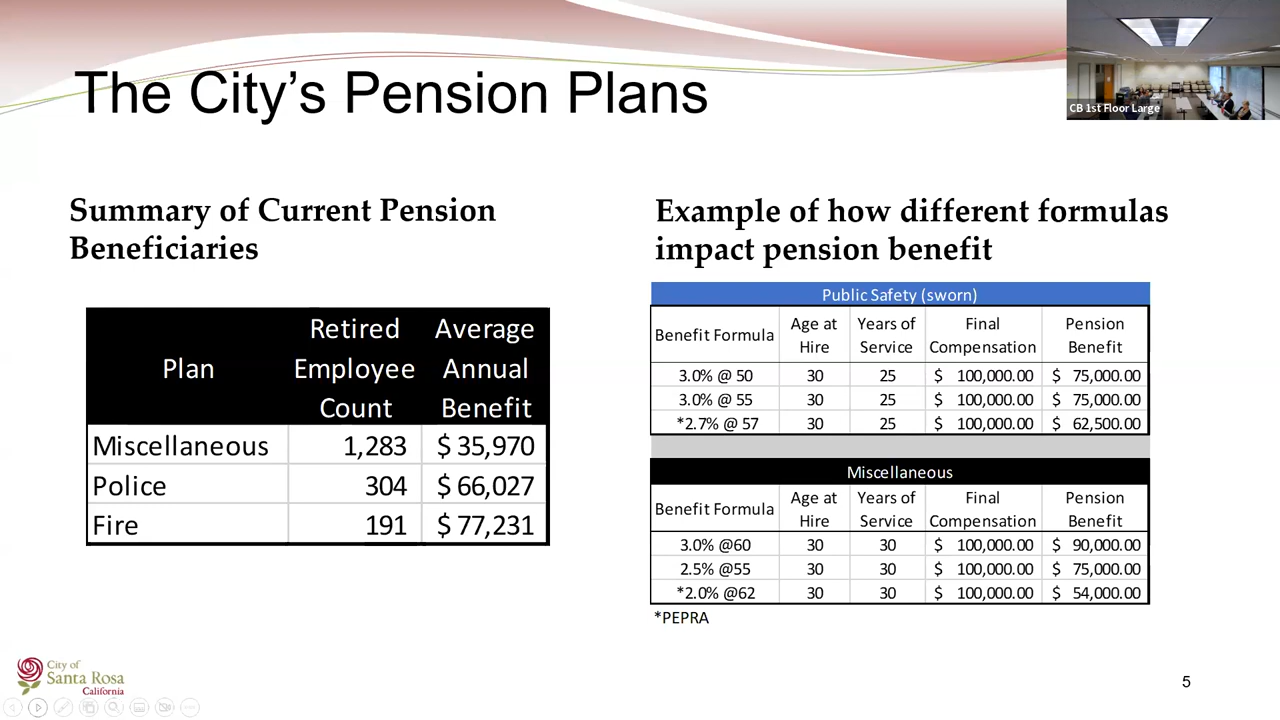 The City's Pension Plans
CB 1st Floor Large
Summary of Current Pension
Beneficiaries
Plan Retired Employee Count Average Annual Benefit
Miscellaneous 1,283 $ 35,970
Police 304 $ 66,027
Fire 191 $ 77,231
Example of how different formulas
impact pension benefit
Public Safety (sworn)
Benefit Formula Age at Hire Years of Service Final Compensation Pension Benefit
3.0% @ 50 30 25 $ 100,000.00 $ 75,000.00
3.0% @ 55 30 25 $ 100,000.00 $ 75,000.00
*2.7% @ 57 30 25 $ 100,000.00 $ 62,500.00
Miscellaneous
Benefit Formula Age at Hire Years of Service Final Compensation Pension Benefit
3.0% @60 30 30 $ 100,000.00 $ 90,000.00
2.5% @55 30 30 $ 100,000.00 $ 75,000.00
*2.0% @62 30 30 $ 100,000.00 $ 54,000.00
*PEPRA
City of
Santa Rosa
California
5